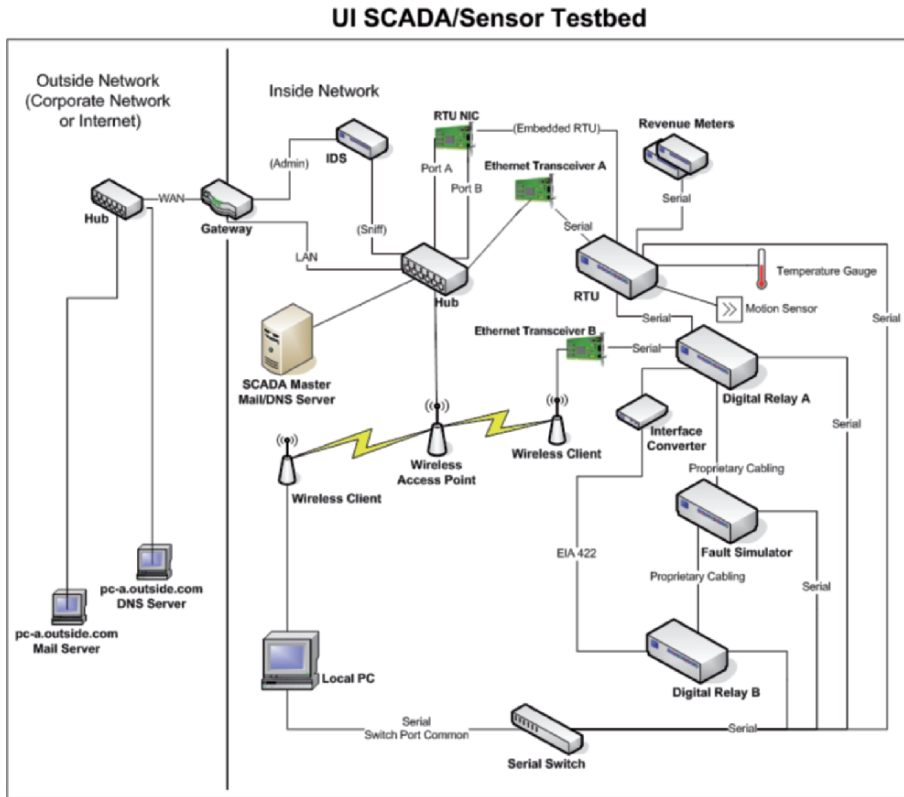 UI SCADA/Sensor Testbed
Outside Network
(Corporate Network
or Internet)
Inside Network
RTU NIC
(Embedded RTU)
Revenue Meters
IDS
(Admin)
Port A
Port B
Ethernet Transceiver A
WAN
Hub
Gateway
(Sniff)
Serial
Serial
LAN
Hub
RTU
Temperature Gauge
Motion Sensor
Serial
Serial
Ethernet Transceiver B
Serial
SCADA Master
Mail/DNS Server
Digital Relay A
Interface
Converter
Serial
Wireless Client
Wireless
Access Point
Wireless Client
Proprietary Cabling
EIA 422
Fault Simulator
Proprietary Cabling
Serial
pc-a.outside.com
DNS Server
pc-a.outside.com
Mail Server
Local PC
Digital Relay B
Serial
Switch Port Common
Serial
Serial Switch